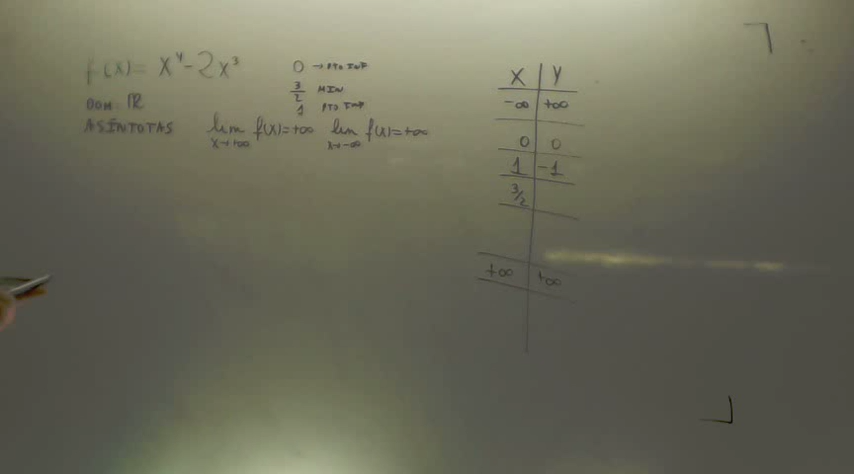 f(x) = x⁴ - 2x³
DOM: ℝ
ASÍNTOTAS lim x→+∞ f(x) = +∞ lim x→-∞ f(x) = +∞
0 → PTO INF
3/2 MIN
1 PTO INF
X Y
-∞ +∞
0 0
1 -1
3/2
+∞ +∞